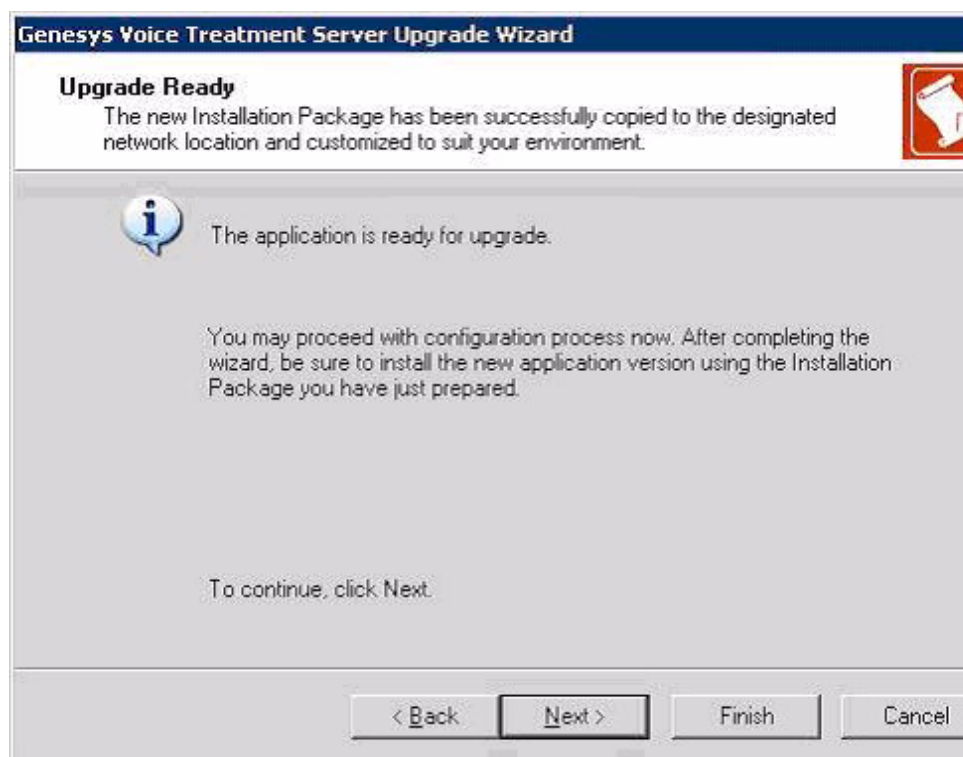 Genesys Voice Treatment Server Upgrade Wizard
Upgrade Ready
The new Installation Package has been successfully copied to the designated
network location and customized to suit your environment.
The application is ready for upgrade.
You may proceed with configuration process now. After completing the
wizard, be sure to install the new application version using the Installation
Package you have just prepared.
To continue, click Next.
< Back Next > Finish Cancel